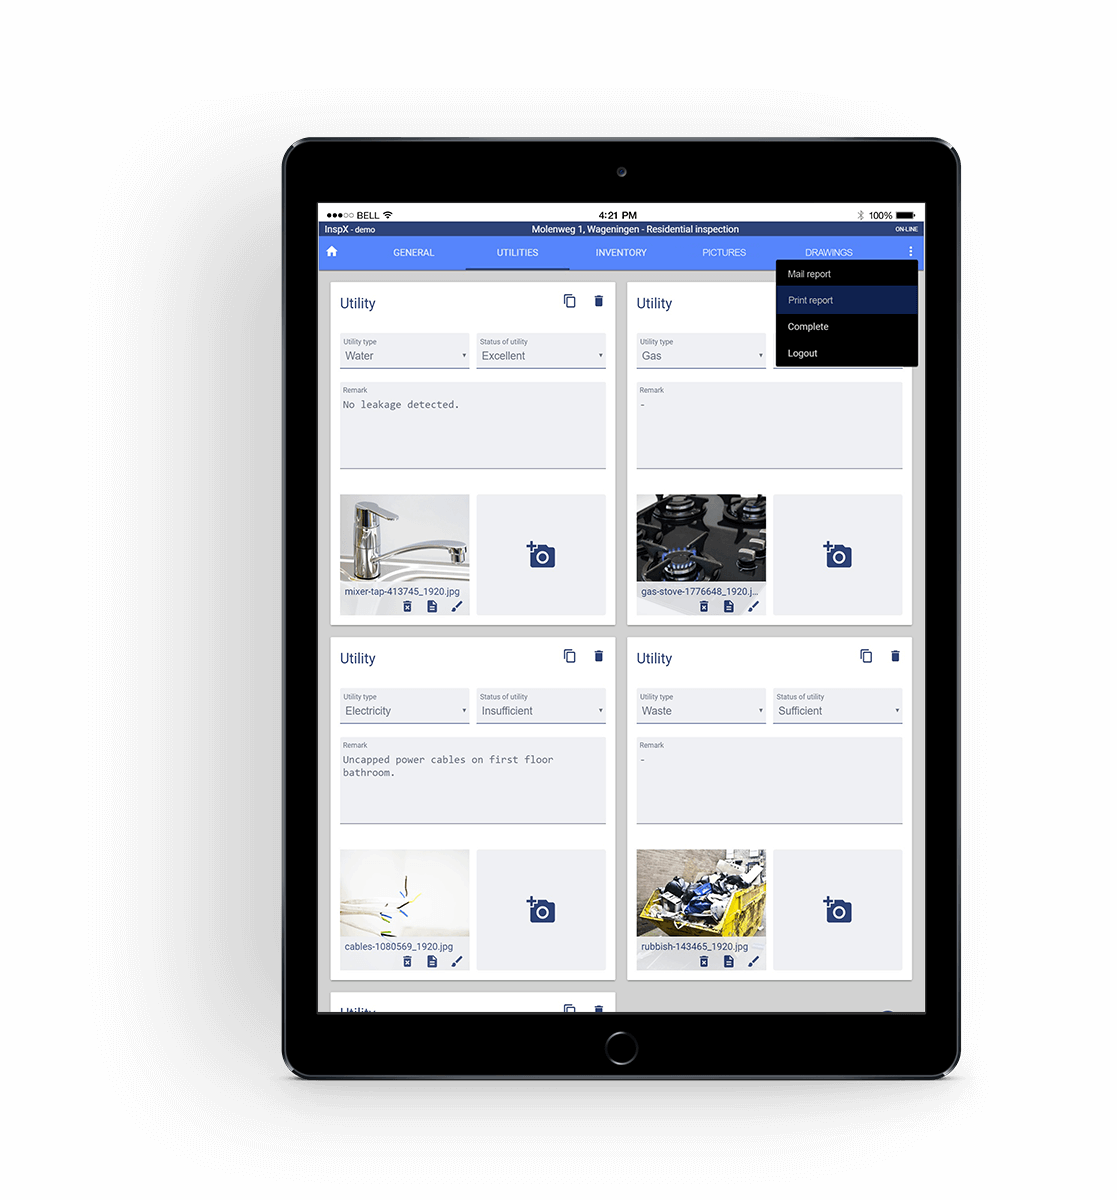 BELL
4:21 PM
100%
InspX - demo
Molenweg 1, Wageningen - Residential inspection
ON-LINE
GENERAL
UTILITIES
INVENTORY
PICTURES
DRAWINGS
Mail report
Print report
Complete
Logout
Utility
Utility type
Water
Status of utility
Excellent
Remark
No leakage detected.
mixer-tap-413745_1920.jpg
Utility
Utility type
Gas
Remark
-
gas-stove-1776648_1920.j...
Utility
Utility type
Electricity
Status of utility
Insufficient
Remark
Uncapped power cables on first floor
bathroom.
cables-1080569_1920.jpg
Utility
Utility type
Waste
Status of utility
Sufficient
Remark
-
rubbish-143465_1920.jpg
Utility